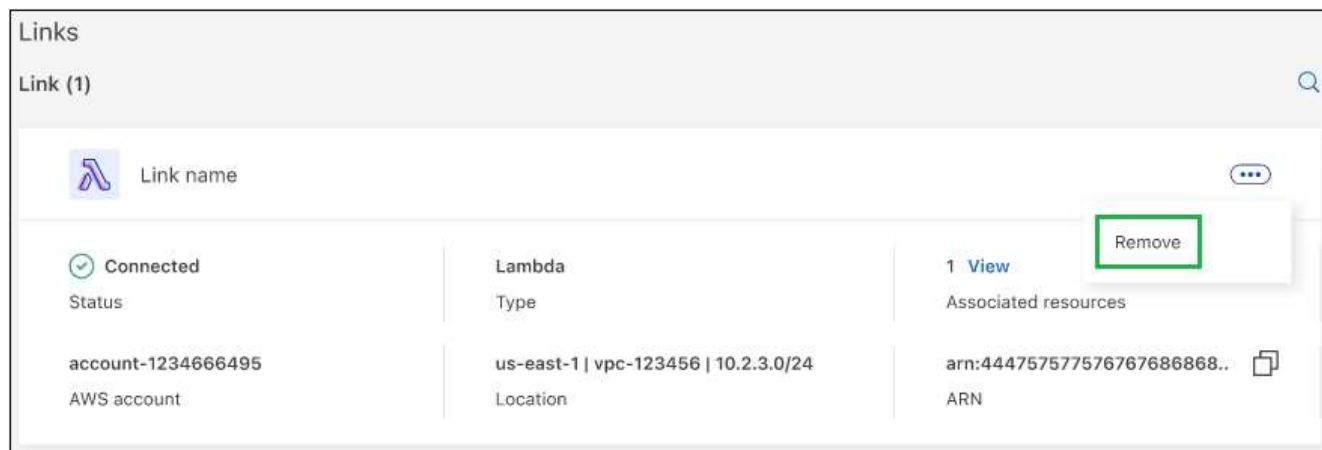 Links
Link (1)
Link name
Remove
Connected
Lambda
1 View
Status
Type
Associated resources
account-1234666495
us-east-1 | vpc-123456 | 10.2.3.0/24
arn:444757577576767686868..
AWS account
Location
ARN